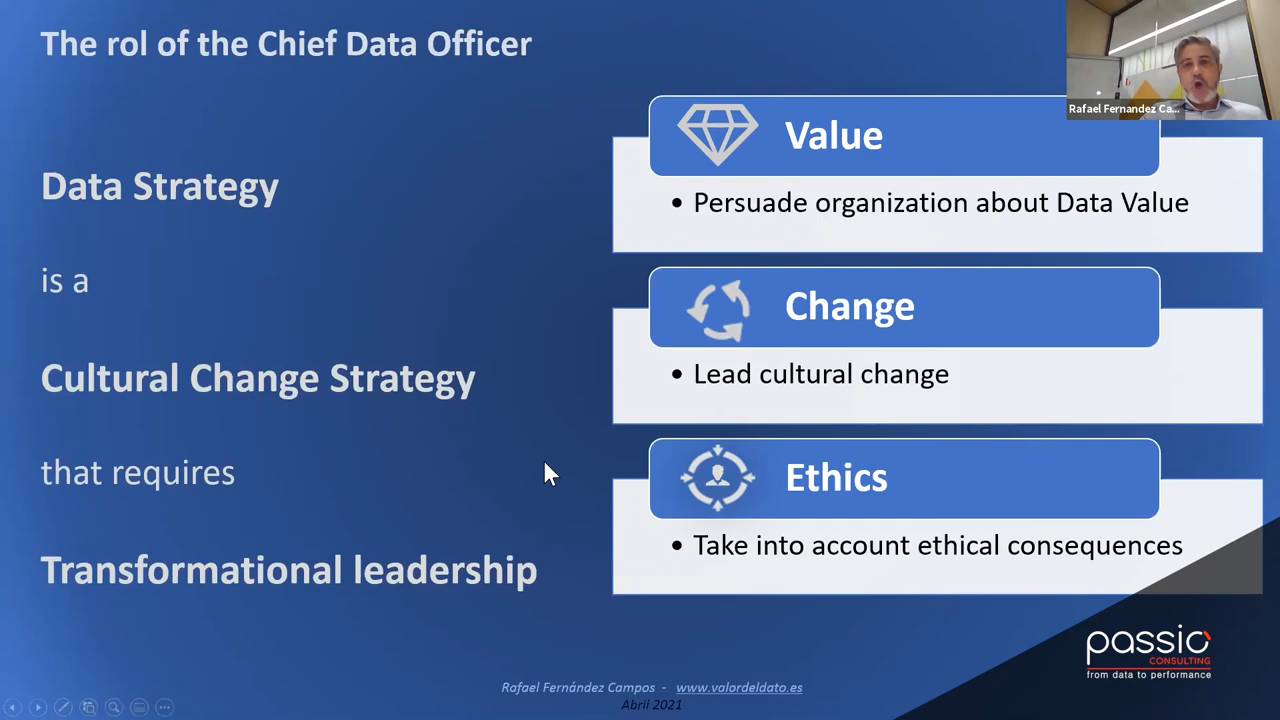 The rol of the Chief Data Officer
Rafael Fernandez Ca...
Data Strategy
is a
Cultural Change Strategy
that requires
Transformational leadership
Value
• Persuade organization about Data Value
Change
• Lead cultural change
Ethics
• Take into account ethical consequences
passio
CONSULTING
from data to performance
Rafael Fernández Campos - www.valordeldato.es
Abril 2021